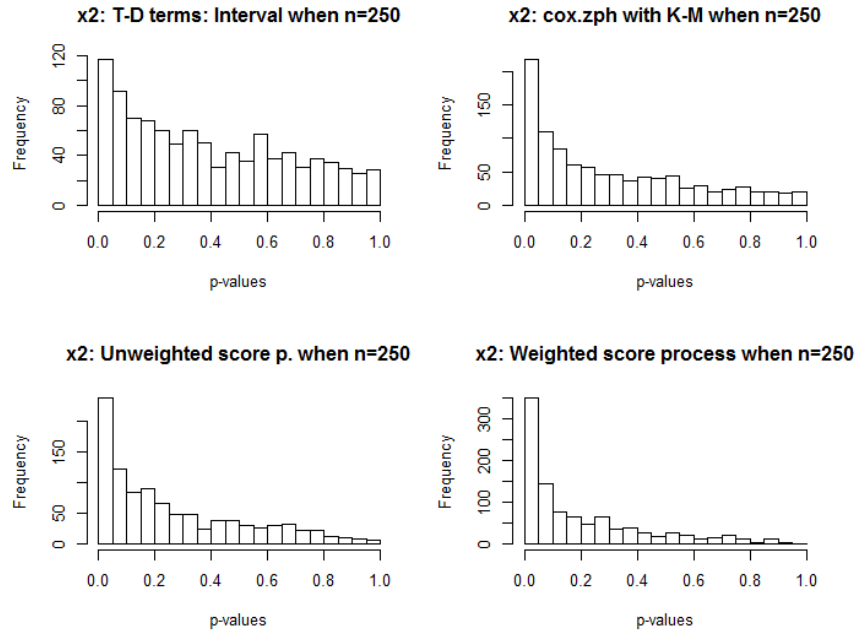 x2: T-D terms: Interval when n=250
Frequency
0 40 80 120
0.0 0.2 0.4 0.6 0.8 1.0
p-values
x2: cox.zph with K-M when n=250
Frequency
0 50 150
0.0 0.2 0.4 0.6 0.8 1.0
p-values
x2: Unweighted score p. when n=250
Frequency
0 50 150
0.0 0.2 0.4 0.6 0.8 1.0
p-values
x2: Weighted score process when n=250
Frequency
0 100 200 300
0.0 0.2 0.4 0.6 0.8 1.0
p-values